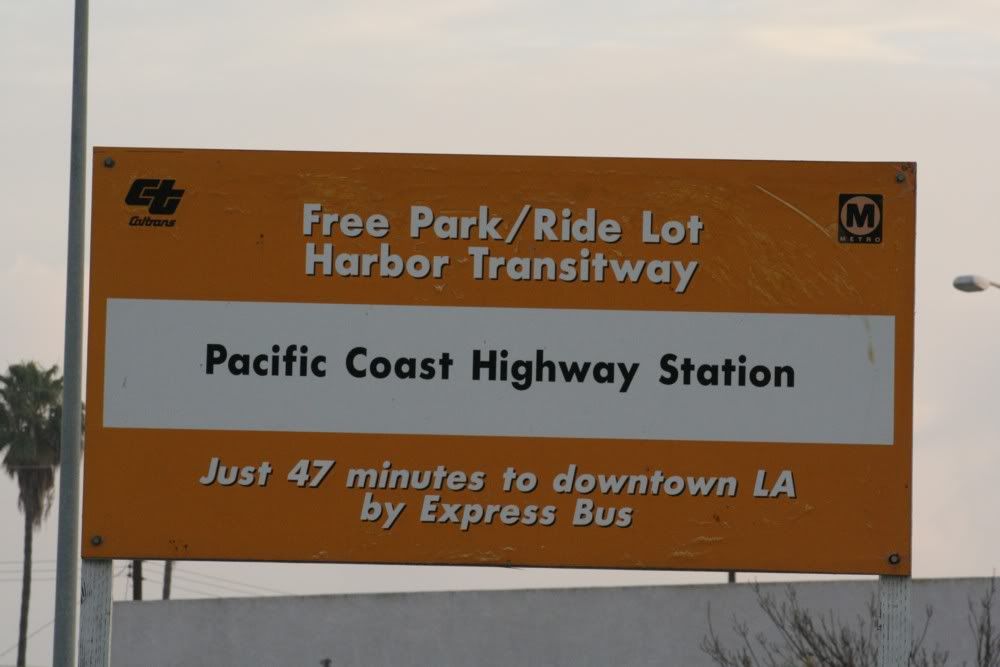 Caltrans
M
METRO
Free Park/Ride Lot
Harbor Transitway
Pacific Coast Highway Station
Just 47 minutes to downtown LA
by Express Bus